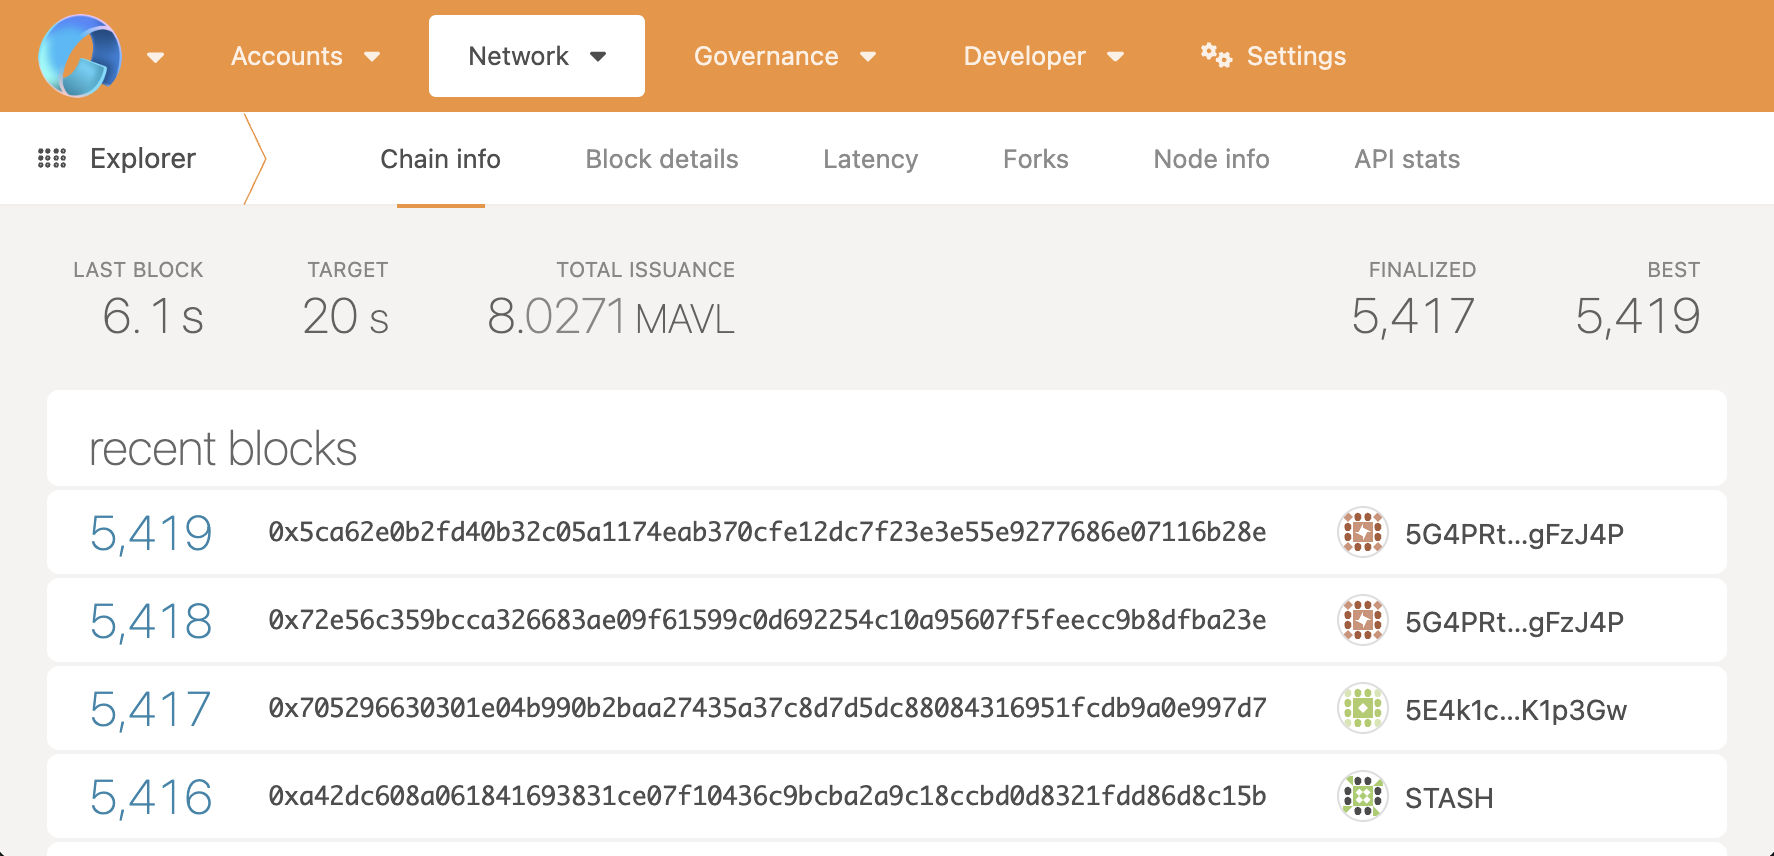 Accounts Network Governance Developer Settings
Explorer Chain info Block details Latency Forks Node info API stats
LAST BLOCK TARGET TOTAL ISSUANCE FINALIZED BEST
6.1 s 20 s 8.0271 MAVL 5,417 5,419
recent blocks
5,419 0x5ca62e0b2fd40b32c05a1174eab370cfe12dc7f23e3e55e9277686e07116b28e 5G4PRt...gFzJ4P
5,418 0x72e56c359bcca326683ae09f61599c0d692254c10a95607f5feecc9b8dfba23e 5G4PRt...gFzJ4P
5,417 0x705296630301e04b990b2baa27435a37c8d7d5dc88084316951fcdb9a0e997d7 5E4k1c...K1p3Gw
5,416 0xa42dc608a061841693831ce07f10436c9bcba2a9c18ccbd0d8321fdd86d8c15b STASH